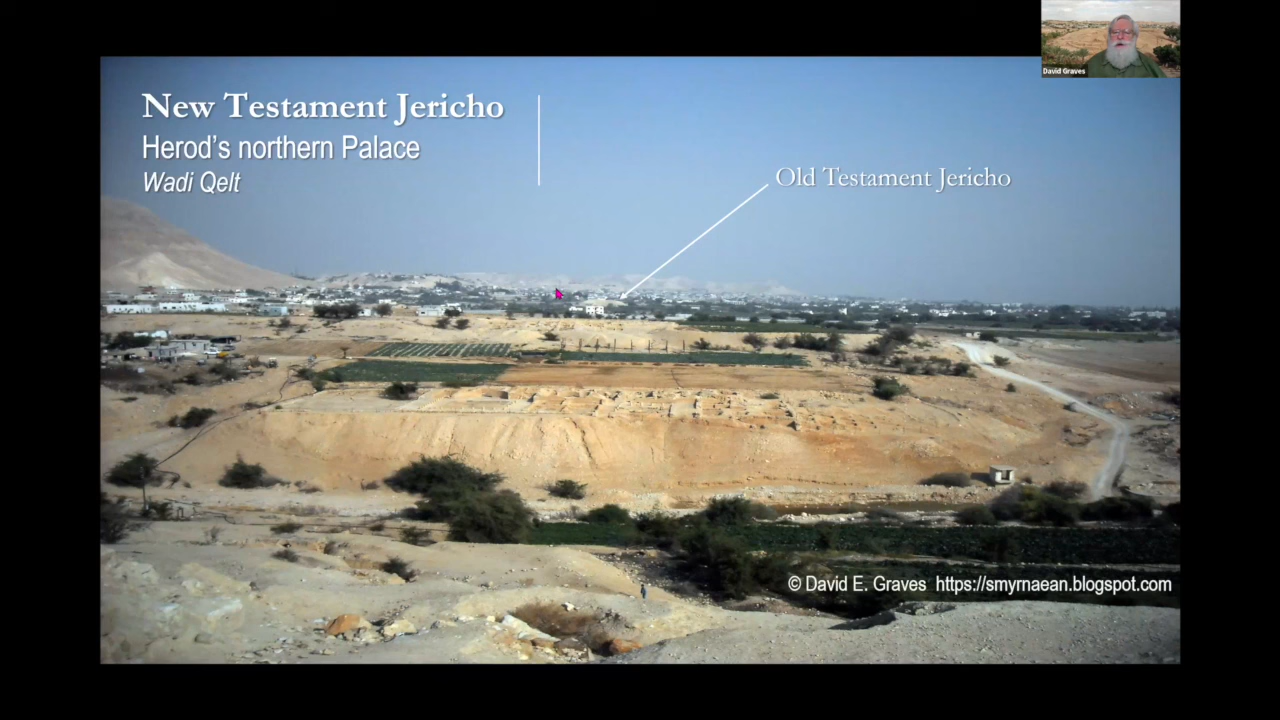 David Graves
New Testament Jericho
Herod's northern Palace
Wadi Qelt
Old Testament Jericho
© David E. Graves https://smyrnaean.blogspot.com